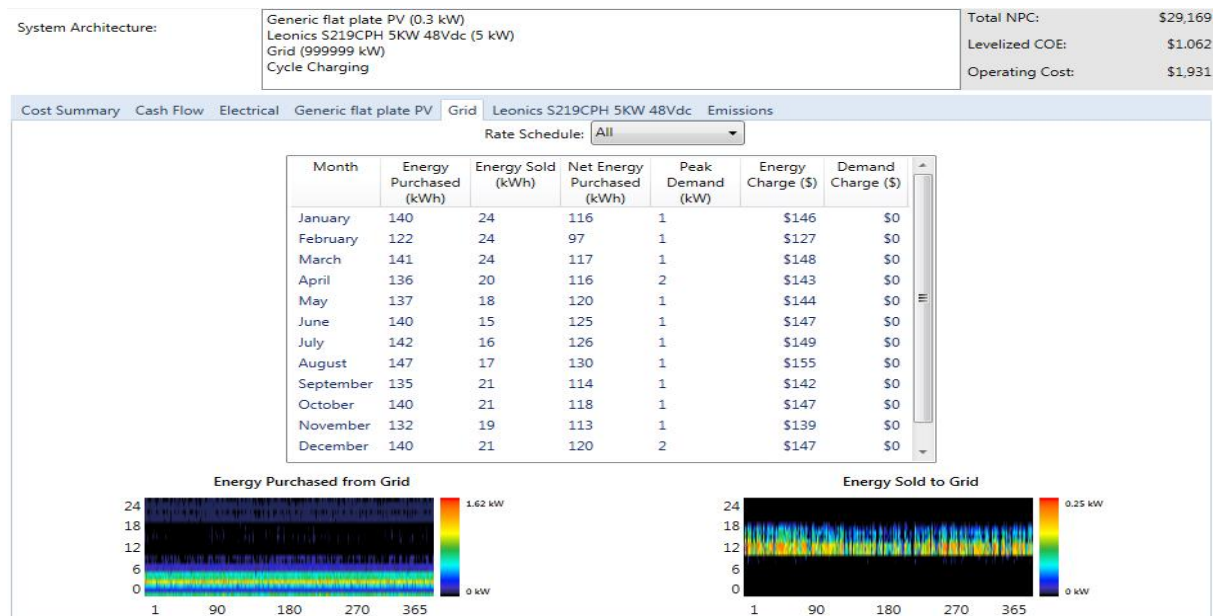 System Architecture:
Generic flat plate PV (0.3 kW)
Leonics S219CPH 5KW 48Vdc (5 kW)
Grid (999999 kW)
Cycle Charging
Total NPC: $29,169
Levelized COE: $1.062
Operating Cost: $1,931
Cost Summary Cash Flow Electrical Generic flat plate PV Grid Leonics S219CPH 5KW 48Vdc Emissions
Rate Schedule: All
Month Energy Purchased (kWh) Energy Sold (kWh) Net Energy Purchased (kWh) Peak Demand (kW) Energy Charge ($) Demand Charge ($)
January 140 24 116 1 $146 $0
February 122 24 97 1 $127 $0
March 141 24 117 1 $148 $0
April 136 20 116 2 $143 $0
May 137 18 120 1 $144 $0
June 140 15 125 1 $147 $0
July 142 16 126 1 $149 $0
August 147 17 130 1 $155 $0
September 135 21 114 1 $142 $0
October 140 21 118 1 $147 $0
November 132 19 113 1 $139 $0
December 140 21 120 2 $147 $0
Energy Purchased from Grid
24
18
12
6
0
1 90 180 270 365
1.62 kW
0 kW
Energy Sold to Grid
24
18
12
6
0
1 90 180 270 365
0.25 kW
0 kW